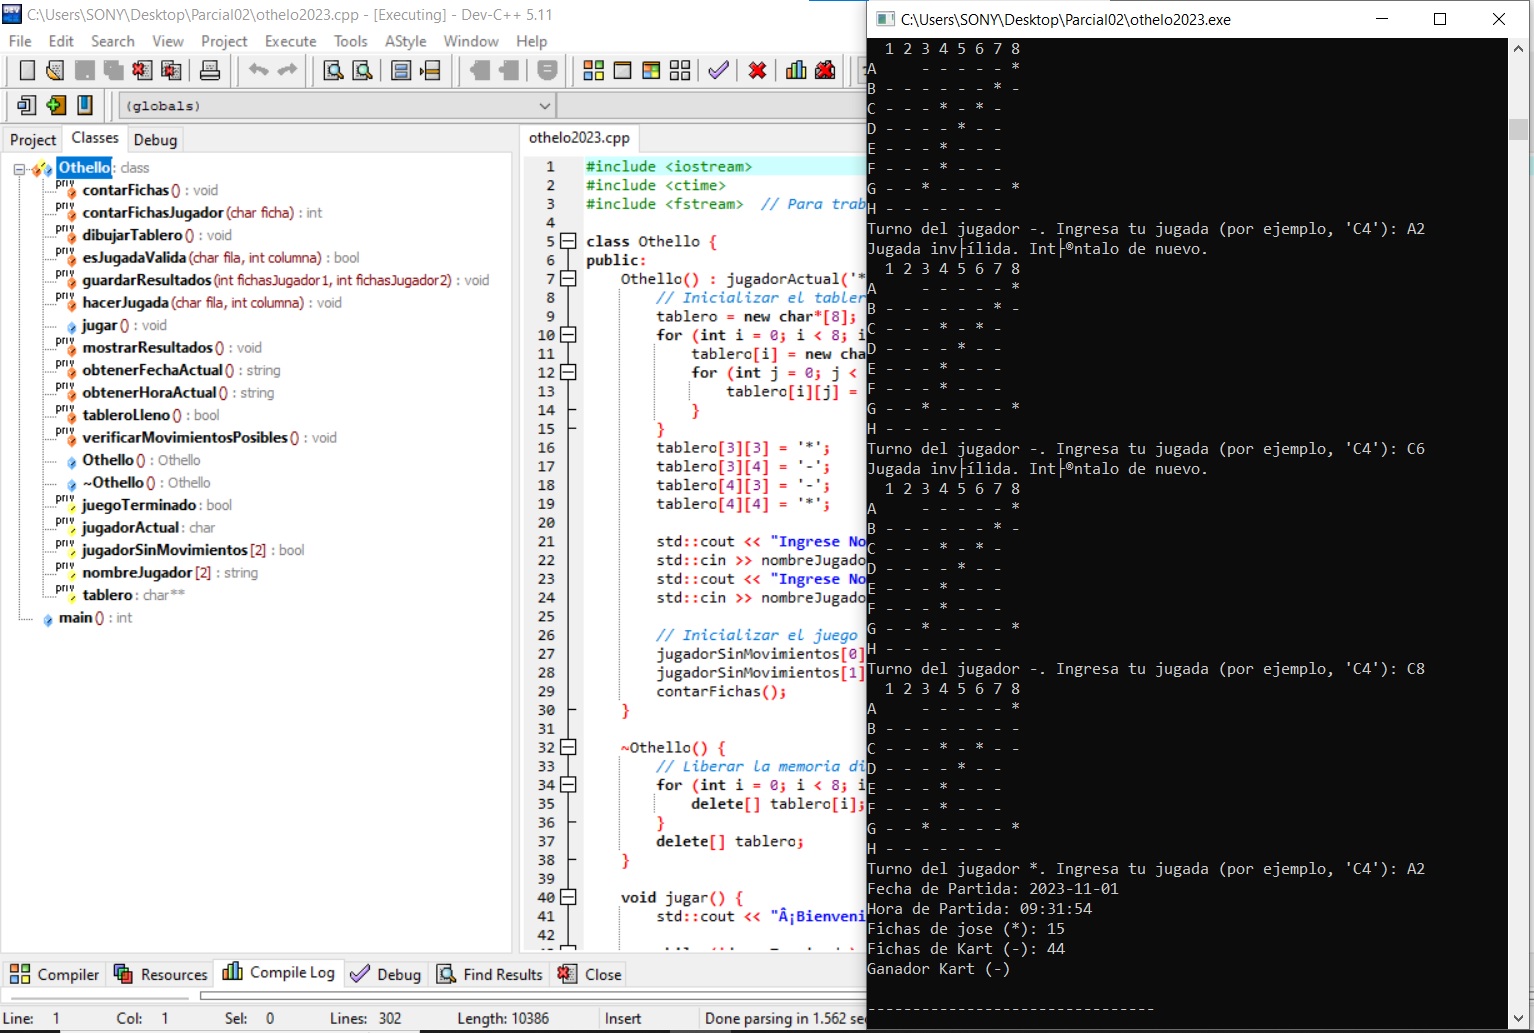 C:\Users\SONY\Desktop\Parcial02\othelo2023.cpp - [Executing] - Dev-C++ 5.11
File Edit Search View Project Execute Tools AStyle Window Help
(globals)
Project Classes Debug
Othello : class
contarFichas () : void
contarFichasJugador (char ficha) : int
dibujarTablero () : void
esJugadaValida (char fila, int columna) : bool
guardarResultados (int fichasJugador1, int fichasJugador2) : void
hacerJugada (char fila, int columna) : void
jugar () : void
mostrarResultados () : void
obtenerFechaActual () : string
obtenerHoraActual () : string
tableroLleno () : bool
verificarMovimientosPosibles () : void
Othello () : Othello
~Othello () : Othello
juegoTerminado : bool
jugadorActual : char
jugadorSinMovimientos [2] : bool
nombreJugador [2] : string
tablero : char**
main () : int
othelo2023.cpp
1 #include <iostream>
2 #include <ctime>
3 #include <fstream> // Para trab
4
5 class Othello {
6 public:
7 Othello() : jugadorActual('*
8 // Inicializar el tabler
9 tablero = new char*[8];
10 for (int i = 0; i < 8; i
11 tablero[i] = new cha
12 for (int j = 0; j <
13 tablero[i][j] =
14 }
15 }
16 tablero[3][3] = '*';
17 tablero[3][4] = '-';
18 tablero[4][3] = '-';
19 tablero[4][4] = '*';
20
21 std::cout << "Ingrese No
22 std::cin >> nombreJugado
23 std::cout << "Ingrese No
24 std::cin >> nombreJugado
25
26 // Inicializar el juego
27 jugadorSinMovimientos[0]
28 jugadorSinMovimientos[1]
29 contarFichas();
30 }
31
32 ~Othello() {
33 // Liberar la memoria di
34 for (int i = 0; i < 8; i
35 delete[] tablero[i];
36 }
37 delete[] tablero;
38 }
39
40 void jugar() {
41 std::cout << "Â¡Bienveni
42
Compiler Resources Compile Log Debug Find Results Close
Line: 1 Col: 1 Sel: 0 Lines: 302 Length: 10386 Insert Done parsing in 1.562 sec
C:\Users\SONY\Desktop\Parcial02\othelo2023.exe
1 2 3 4 5 6 7 8
A     - - - - - *
B - - - - - - * -
C - - - * - * -
D - - - - * - -
E - - - * - - -
F - - - * - - -
G - - * - - - - *
H - - - - - - -
Turno del jugador -. Ingresa tu jugada (por ejemplo, 'C4'): A2
Jugada inv├ílida. Int├®ntalo de nuevo.
1 2 3 4 5 6 7 8
A     - - - - - *
B - - - - - - * -
C - - - * - * -
D - - - - * - -
E - - - * - - -
F - - - * - - -
G - - * - - - - *
H - - - - - - -
Turno del jugador -. Ingresa tu jugada (por ejemplo, 'C4'): C6
Jugada inv├ílida. Int├®ntalo de nuevo.
1 2 3 4 5 6 7 8
A     - - - - - *
B - - - - - - * -
C - - - * - * -
D - - - - * - -
E - - - * - - -
F - - - * - - -
G - - * - - - - *
H - - - - - - -
Turno del jugador -. Ingresa tu jugada (por ejemplo, 'C4'): C8
1 2 3 4 5 6 7 8
A     - - - - - *
B - - - - - - - -
C - - - * - * - -
D - - - - * - -
E - - - * - - -
F - - - * - - -
G - - * - - - - *
H - - - - - - -
Turno del jugador *. Ingresa tu jugada (por ejemplo, 'C4'): A2
Fecha de Partida: 2023-11-01
Hora de Partida: 09:31:54
Fichas de jose (*): 15
Fichas de Kart (-): 44
Ganador Kart (-)
--------------------------------